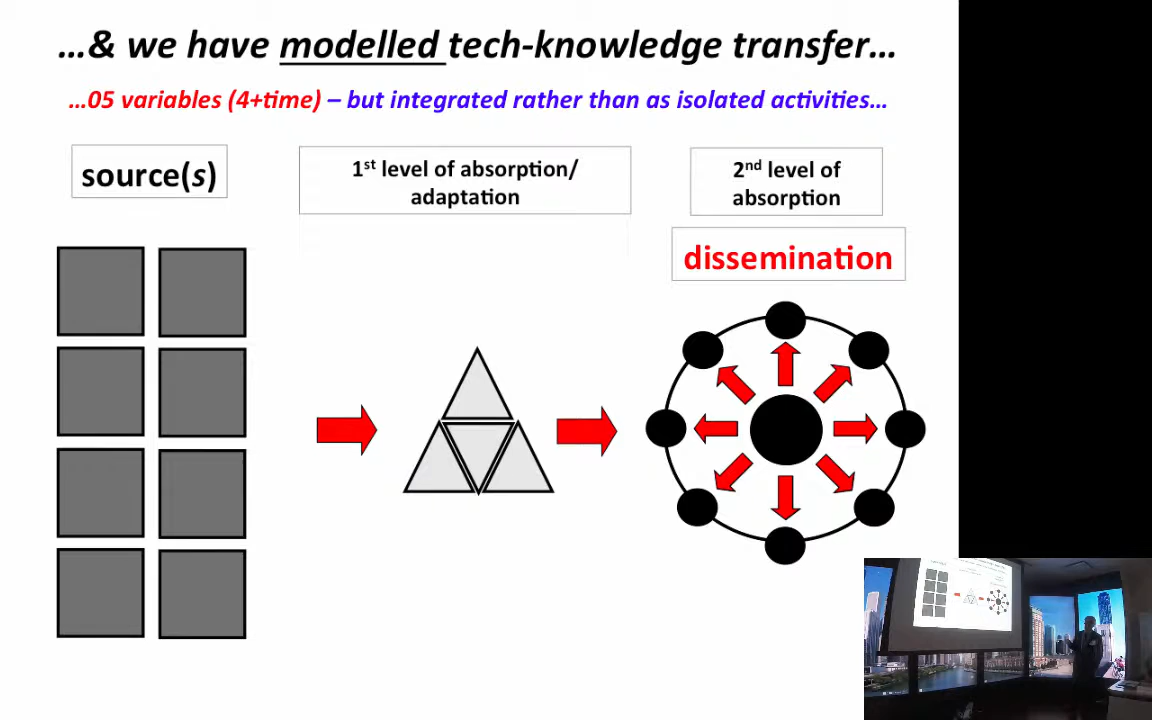 …& we have modelled tech-knowledge transfer…
…05 variables (4+time) – but integrated rather than as isolated activities…
source(s)
1st level of absorption/
adaptation
2nd level of
absorption
dissemination